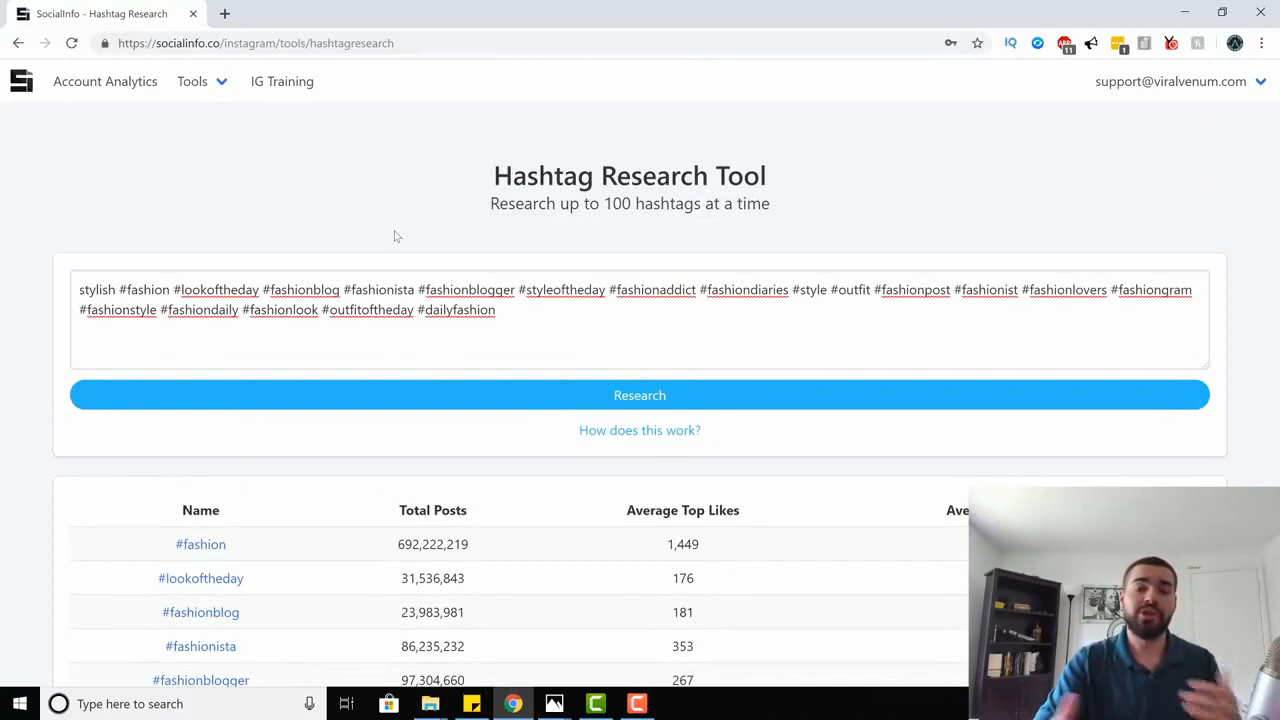 SocialInfo - Hashtag Research
https://socialinfo.co/instagram/tools/hashtagresearch
IQ
11
1
Account Analytics
Tools
IG Training
support@viralvenum.com
Hashtag Research Tool
Research up to 100 hashtags at a time
stylish #fashion #lookoftheday #fashionblog #fashionista #fashionblogger #styleoftheday #fashionaddict #fashiondiaries #style #outfit #fashionpost #fashionist #fashionlovers #fashiongram
#fashionstyle #fashiondaily #fashionlook #outfitoftheday #dailyfashion
Research
How does this work?
Name Total Posts Average Top Likes Ave
#fashion 692,222,219 1,449
#lookoftheday 31,536,843 176
#fashionblog 23,983,981 181
#fashionista 86,235,232 353
#fashionblogger 97,304,660 267
Type here to search